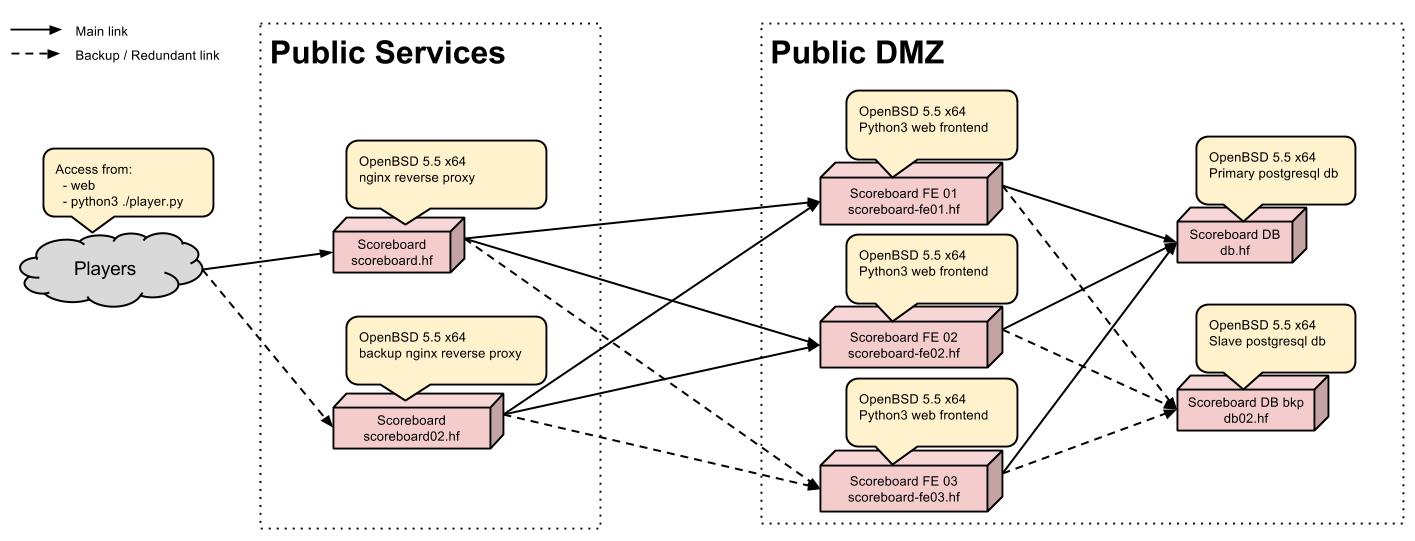 Main link
Backup / Redundant link
Public Services
Public DMZ
Access from:
- web
- python3 ./player.py
Players
OpenBSD 5.5 x64
nginx reverse proxy
Scoreboard
scoreboard.hf
OpenBSD 5.5 x64
backup nginx reverse proxy
Scoreboard
scoreboard02.hf
OpenBSD 5.5 x64
Python3 web frontend
Scoreboard FE 01
scoreboard-fe01.hf
OpenBSD 5.5 x64
Python3 web frontend
Scoreboard FE 02
scoreboard-fe02.hf
OpenBSD 5.5 x64
Python3 web frontend
Scoreboard FE 03
scoreboard-fe03.hf
OpenBSD 5.5 x64
Primary postgresql db
Scoreboard DB
db.hf
OpenBSD 5.5 x64
Slave postgresql db
Scoreboard DB bkp
db02.hf